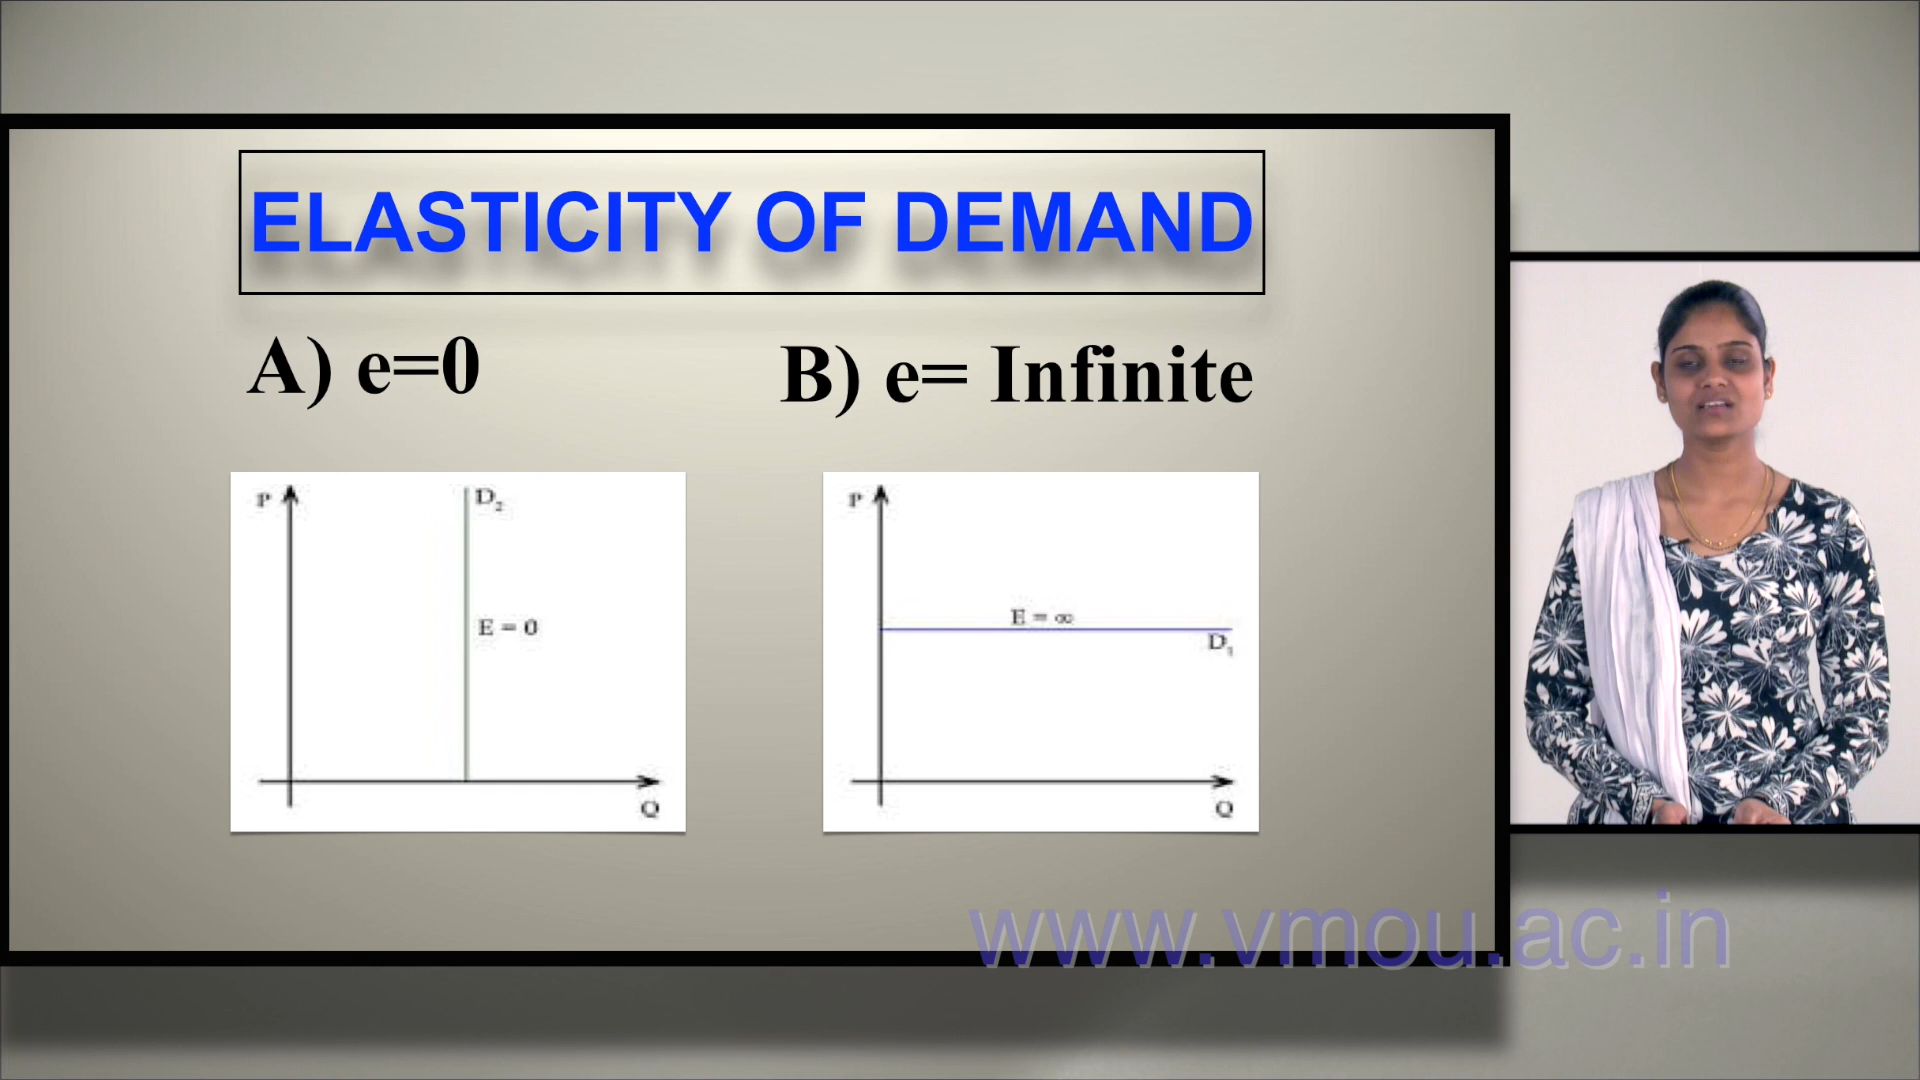 ELASTICITY OF DEMAND
A) e=0
B) e= Infinite
P
D₂
E = 0
Q
P
E = ∞
D₁
Q
www.vmou.ac.in